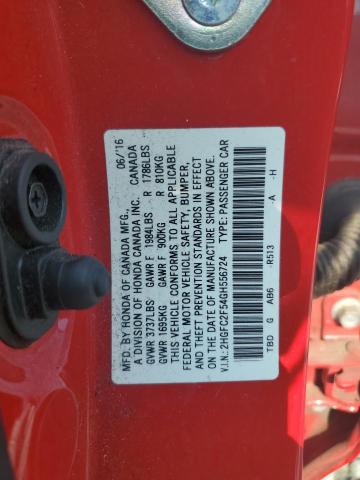 MFD. BY HONDA OF CANADA MFG., 06/16
A DIVISION OF HONDA CANADA INC. CANADA
GVWR 3737LBS GAWR F 1984LBS R 1786LBS
GVWR 1695KG GAWR F 900KG R 810KG
THIS VEHICLE CONFORMS TO ALL APPLICABLE
FEDERAL MOTOR VEHICLE SAFETY, BUMPER,
AND THEFT PREVENTION STANDARDS IN EFFECT
ON THE DATE OF MANUFACTURE SHOWN ABOVE.
V.I.N.: 2HGFC2F54GH556724 TYPE: PASSENGER CAR
TBD G AB6 -R513 -A -H